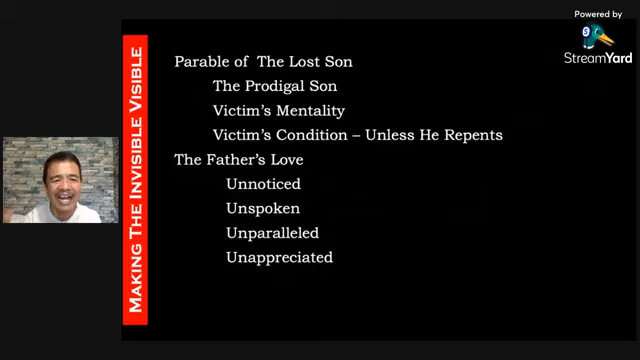 Powered by
StreamYard
MAKING THE INVISIBLE VISIBLE
Parable of The Lost Son
The Prodigal Son
Victim's Mentality
Victim's Condition – Unless He Repents
The Father's Love
Unnoticed
Unspoken
Unparalleled
Unappreciated